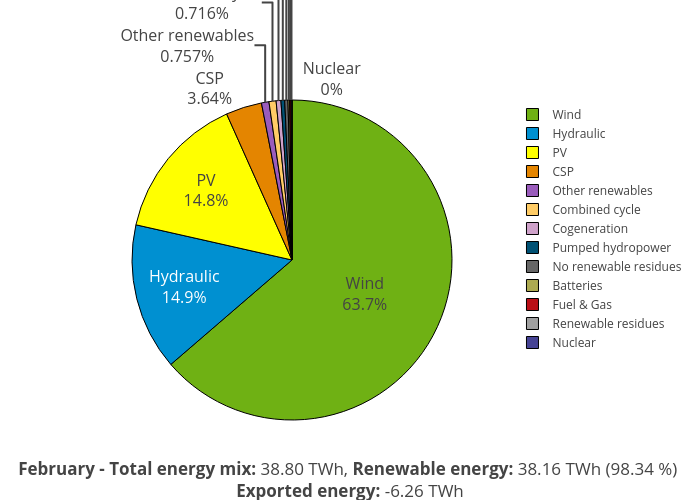 0.716%
Other renewables
0.757%
CSP
3.64%
Nuclear
0%
PV
14.8%
Hydraulic
14.9%
Wind
63.7%
Wind
Hydraulic
PV
CSP
Other renewables
Combined cycle
Cogeneration
Pumped hydropower
No renewable residues
Batteries
Fuel & Gas
Renewable residues
Nuclear
February - Total energy mix: 38.80 TWh, Renewable energy: 38.16 TWh (98.34 %)
Exported energy: -6.26 TWh